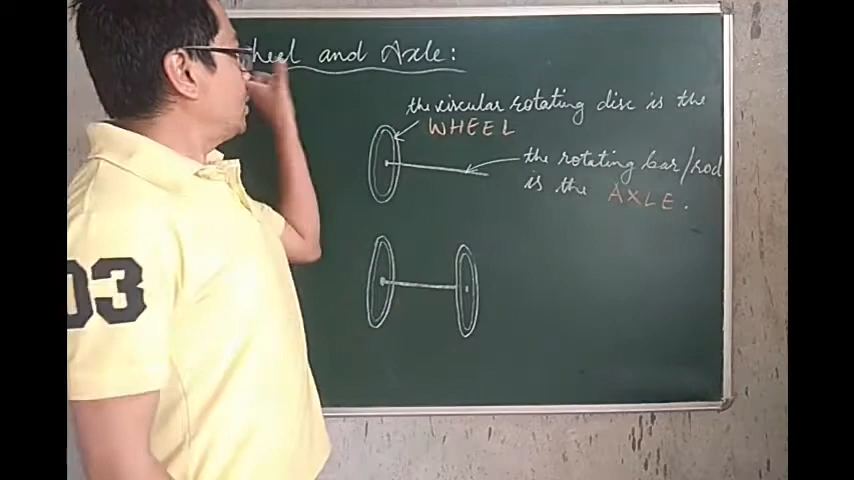 heel and Axle:
the circular rotating disc is the
WHEEL
the rotating bar/rod
is the AXLE.
03